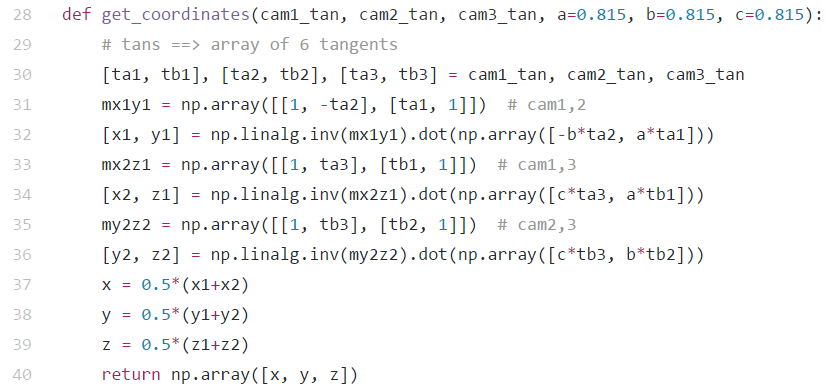 28 def get_coordinates(cam1_tan, cam2_tan, cam3_tan, a=0.815, b=0.815, c=0.815):
29     # tans ==> array of 6 tangents
30     [ta1, tb1], [ta2, tb2], [ta3, tb3] = cam1_tan, cam2_tan, cam3_tan
31     mx1y1 = np.array([[1, -ta2], [ta1, 1]])  # cam1,2
32     [x1, y1] = np.linalg.inv(mx1y1).dot(np.array([-b*ta2, a*ta1]))
33     mx2z1 = np.array([[1, ta3], [tb1, 1]])  # cam1,3
34     [x2, z1] = np.linalg.inv(mx2z1).dot(np.array([c*ta3, a*tb1]))
35     my2z2 = np.array([[1, tb3], [tb2, 1]])  # cam2,3
36     [y2, z2] = np.linalg.inv(my2z2).dot(np.array([c*tb3, b*tb2]))
37     x = 0.5*(x1+x2)
38     y = 0.5*(y1+y2)
39     z = 0.5*(z1+z2)
40     return np.array([x, y, z])